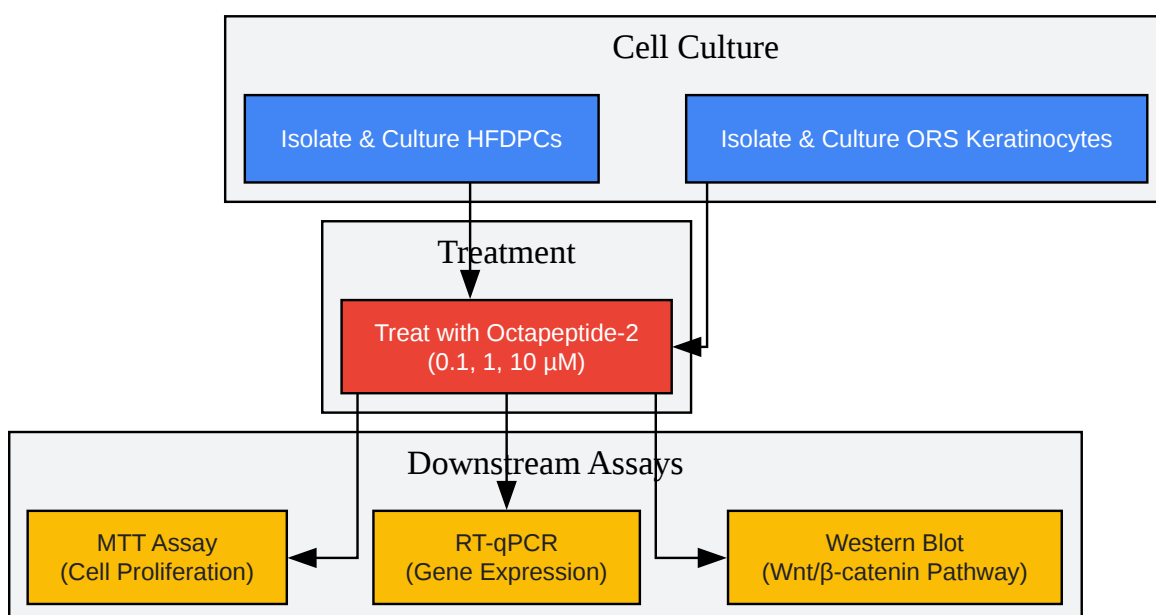 Cell Culture
Isolate & Culture HFDPCs
Isolate & Culture ORS Keratinocytes
Treatment
Treat with Octapeptide-2
(0.1, 1, 10 µM)
Downstream Assays
MTT Assay
(Cell Proliferation)
RT-qPCR
(Gene Expression)
Western Blot
(Wnt/β-catenin Pathway)